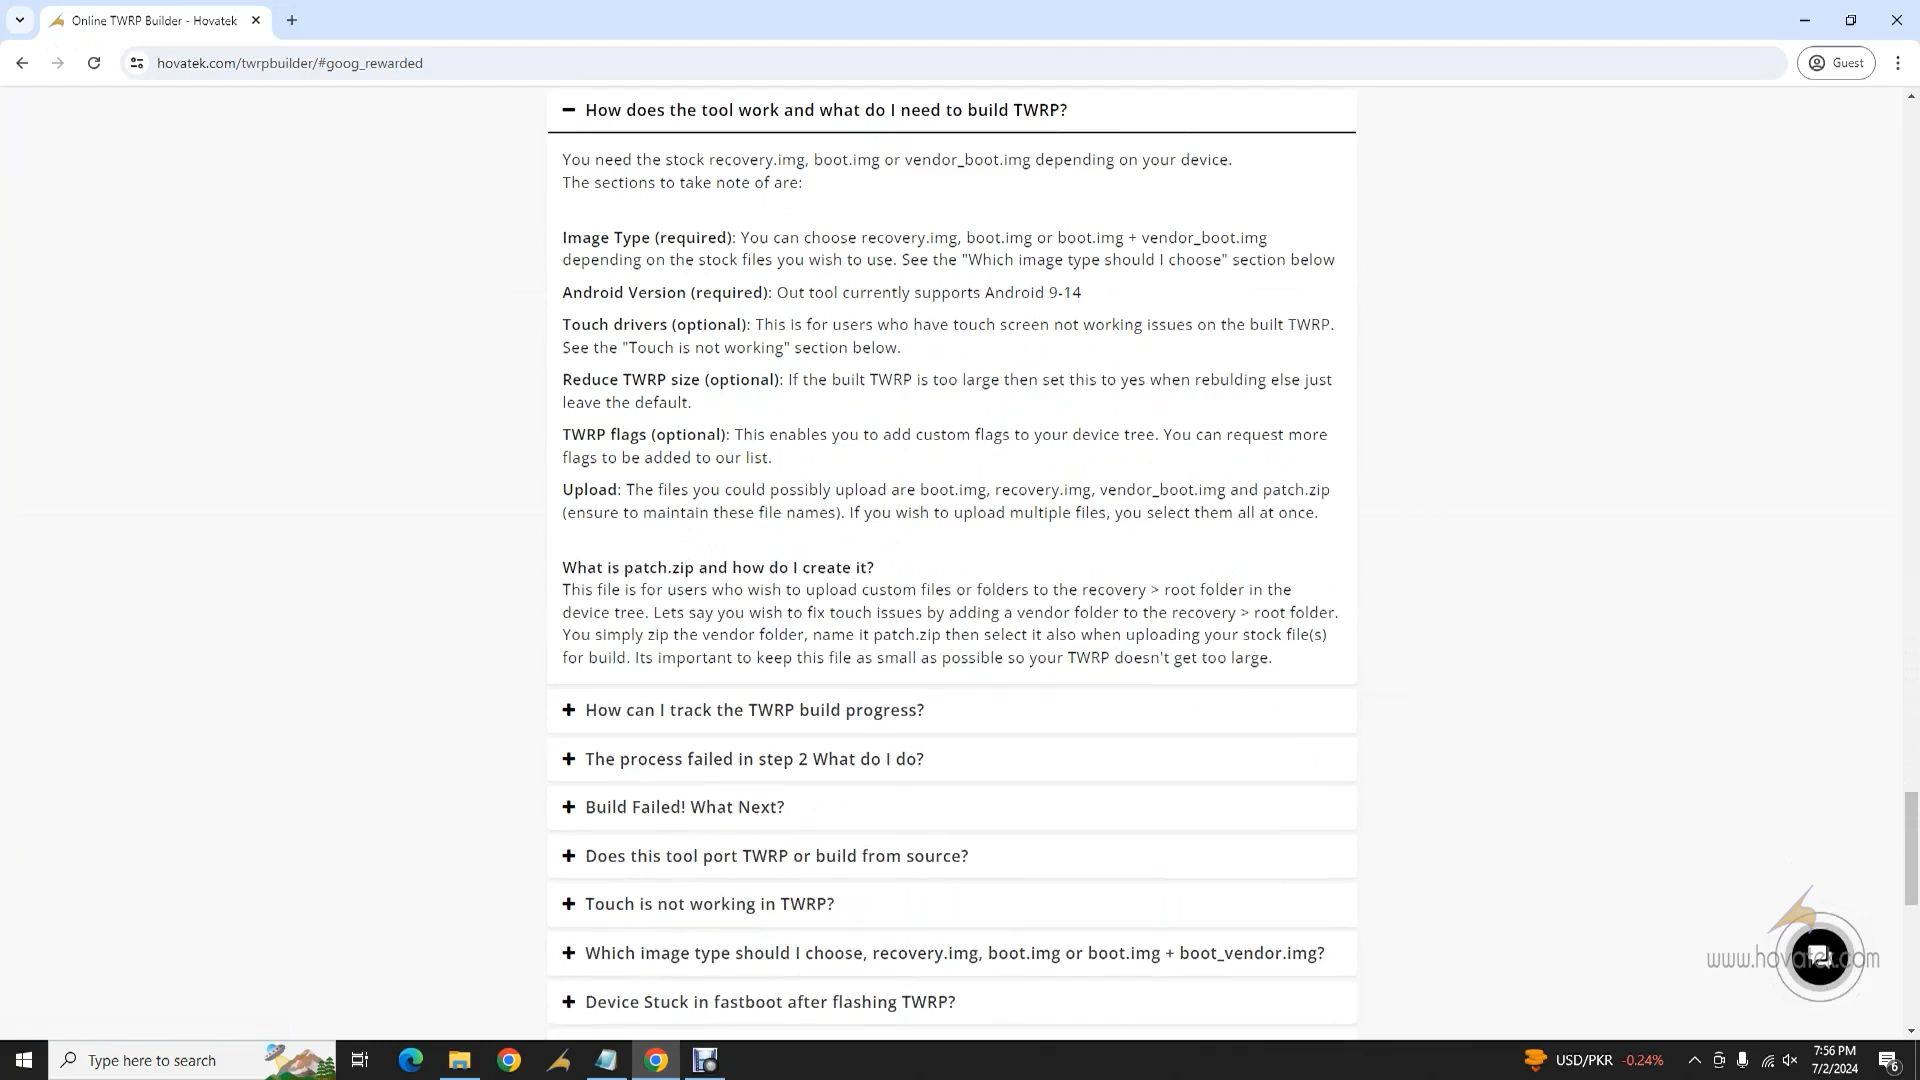 Online TWRP Builder - Hovatek
hovatek.com/twrpbuilder/#goog_rewarded
Guest
How does the tool work and what do I need to build TWRP?
You need the stock recovery.img, boot.img or vendor_boot.img depending on your device.
The sections to take note of are:
Image Type (required): You can choose recovery.img, boot.img or boot.img + vendor_boot.img
depending on the stock files you wish to use. See the "Which image type should I choose" section below
Android Version (required): Out tool currently supports Android 9-14
Touch drivers (optional): This is for users who have touch screen not working issues on the built TWRP.
See the "Touch is not working" section below.
Reduce TWRP size (optional): If the built TWRP is too large then set this to yes when rebulding else just
leave the default.
TWRP flags (optional): This enables you to add custom flags to your device tree. You can request more
flags to be added to our list.
Upload: The files you could possibly upload are boot.img, recovery.img, vendor_boot.img and patch.zip
(ensure to maintain these file names). If you wish to upload multiple files, you select them all at once.
What is patch.zip and how do I create it?
This file is for users who wish to upload custom files or folders to the recovery > root folder in the
device tree. Lets say you wish to fix touch issues by adding a vendor folder to the recovery > root folder.
You simply zip the vendor folder, name it patch.zip then select it also when uploading your stock file(s)
for build. Its important to keep this file as small as possible so your TWRP doesn't get too large.
How can I track the TWRP build progress?
The process failed in step 2 What do I do?
Build Failed! What Next?
Does this tool port TWRP or build from source?
Touch is not working in TWRP?
Which image type should I choose, recovery.img, boot.img or boot.img + boot_vendor.img?
www.hovatek.com
Device Stuck in fastboot after flashing TWRP?
Type here to search
USD/PKR -0.24%
7:56 PM
7/2/2024
6